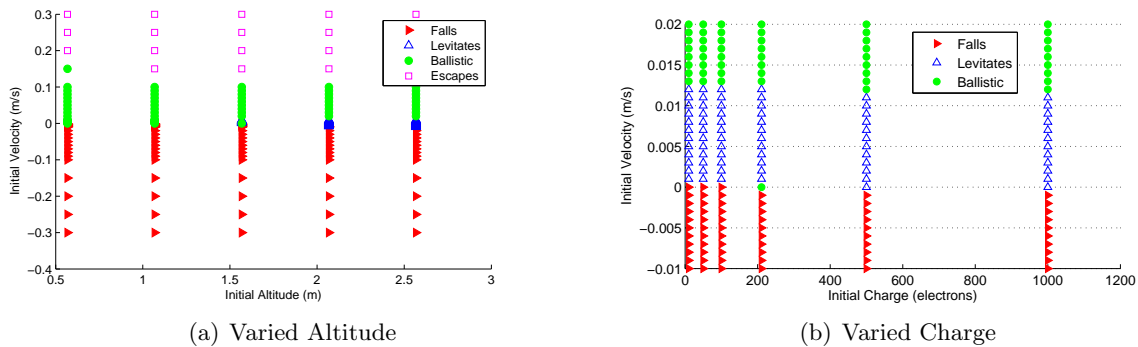 0.3
0.2
0.1
0
−0.1
−0.2
−0.3
−0.4
0.5
1
1.5
2
2.5
3
Initial Velocity (m/s)
Initial Altitude (m)
Falls
Levitates
Ballistic
Escapes
(a) Varied Altitude
0.02
0.015
0.01
0.005
0
−0.005
−0.01
0
200
400
600
800
1000
1200
Initial Velocity (m/s)
Initial Charge (electrons)
Falls
Levitates
Ballistic
(b) Varied Charge